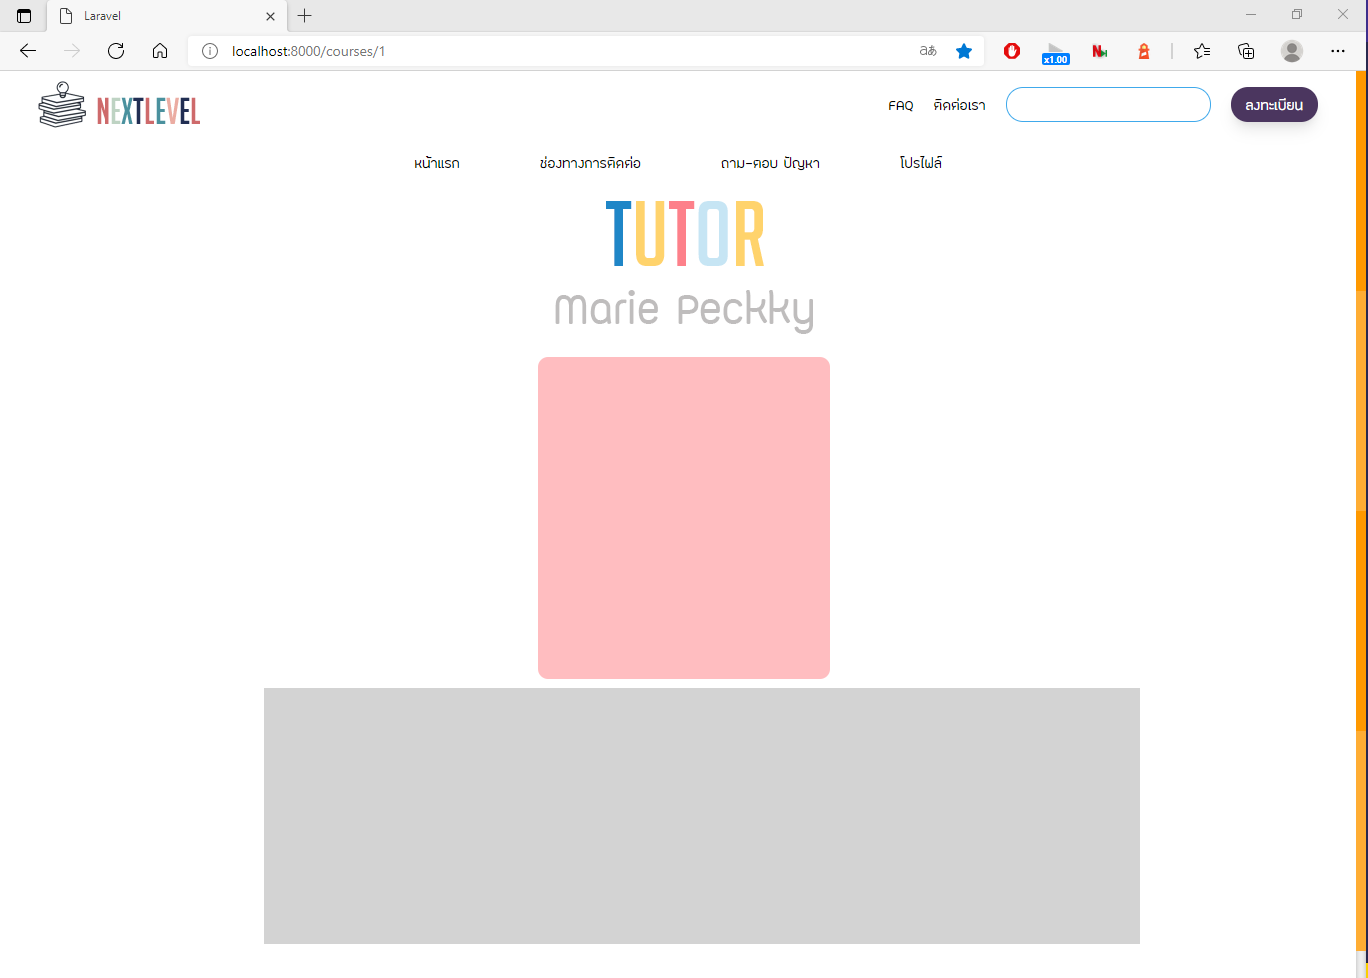 Laravel
localhost:8000/courses/1
aあ
x1.00
N
NEXTLEVEL
FAQ ติดต่อเรา ลงทะเบียน
หน้าแรก ช่องทางการติดต่อ ถาม-ตอบ ปัญหา โปรไฟล์
TUTOR
Marie Peckky